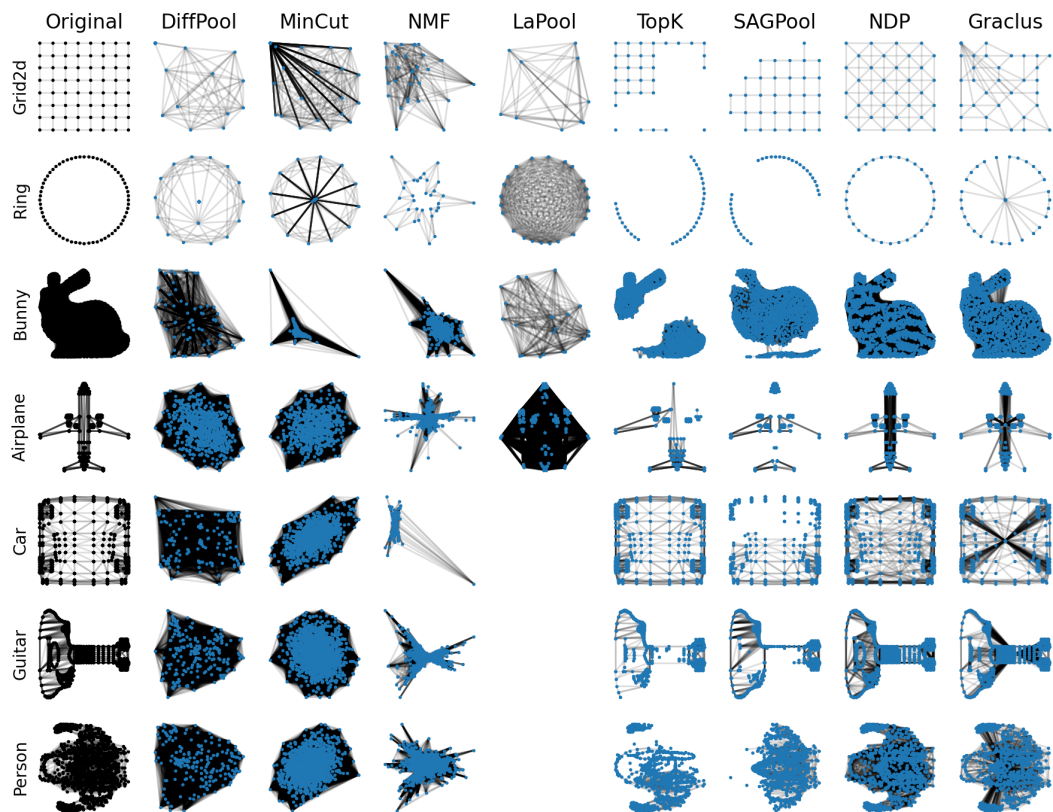 Original DiffPool MinCut NMF LaPool TopK SAGPool NDP Graclus
Grid2d
Ring
Bunny
Airplane
Car
Guitar
Person